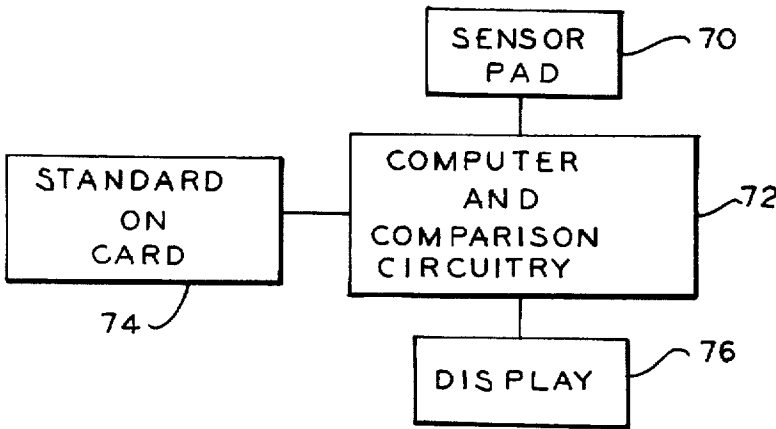 SENSOR
PAD
70
STANDARD
ON
CARD
74
COMPUTER
AND
COMPARISON
CIRCUITRY
72
DISPLAY
76